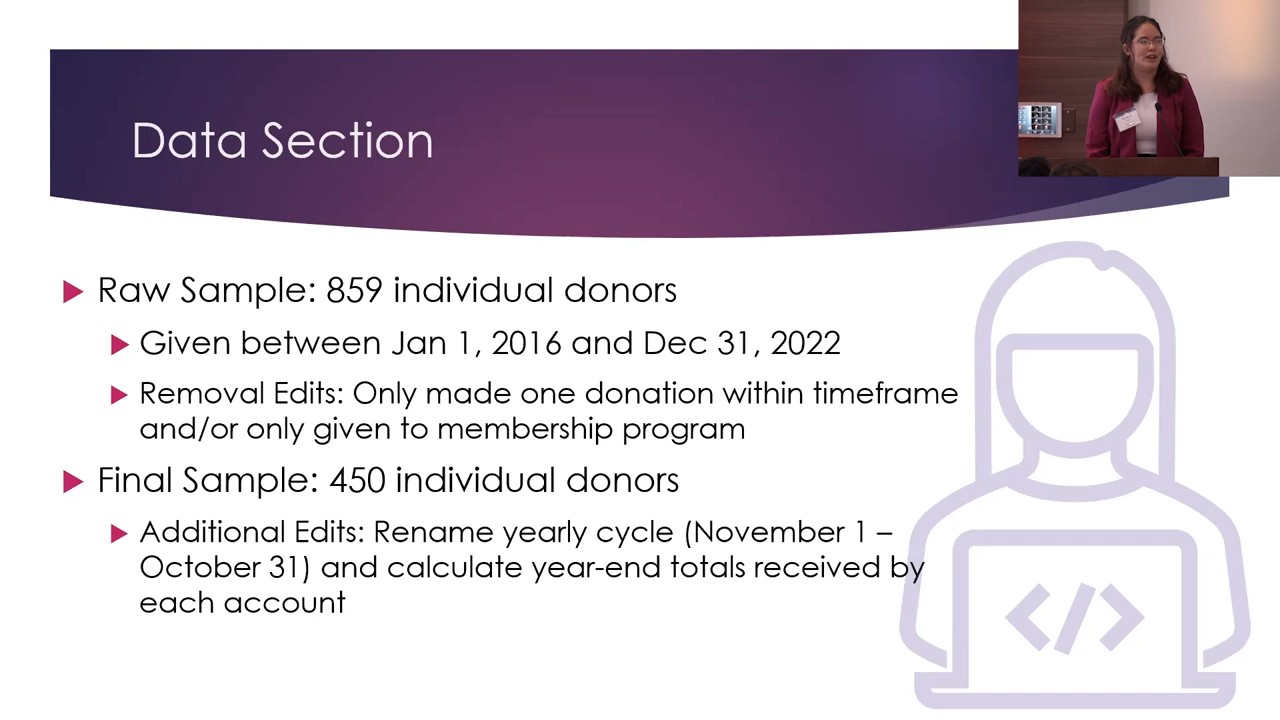 Data Section
Raw Sample: 859 individual donors
Given between Jan 1, 2016 and Dec 31, 2022
Removal Edits: Only made one donation within timeframe
and/or only given to membership program
Final Sample: 450 individual donors
Additional Edits: Rename yearly cycle (November 1 –
October 31) and calculate year-end totals received by
each account